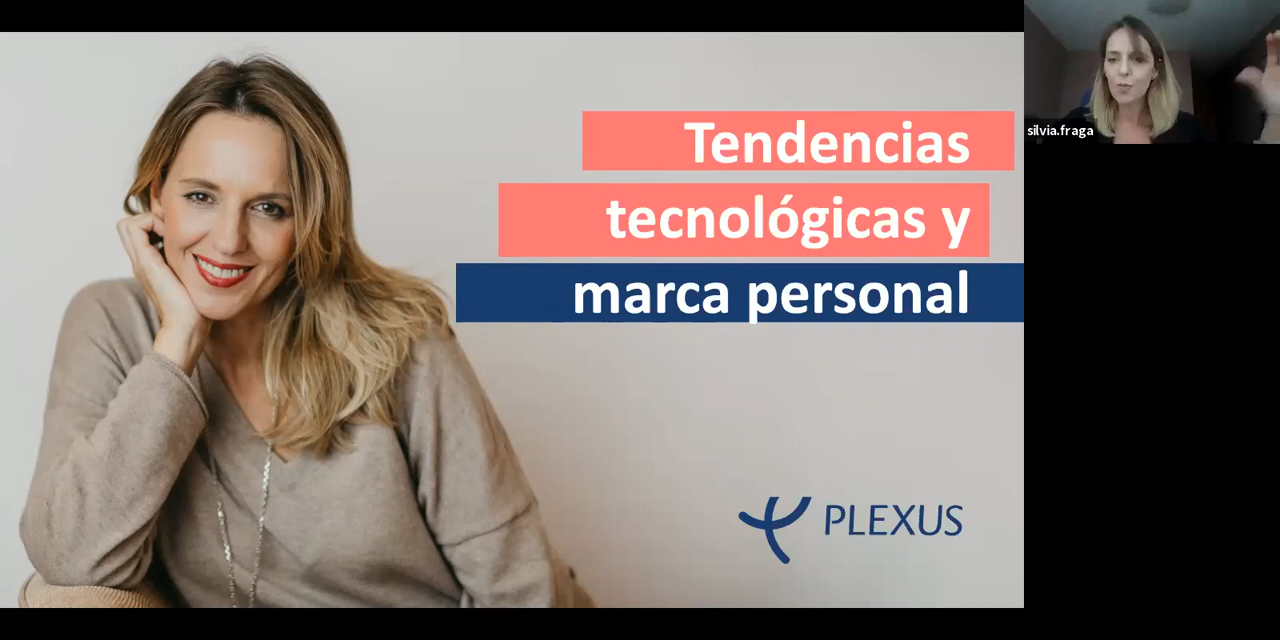 Tendencias
tecnológicas y
marca personal
PLEXUS
silvia.fraga